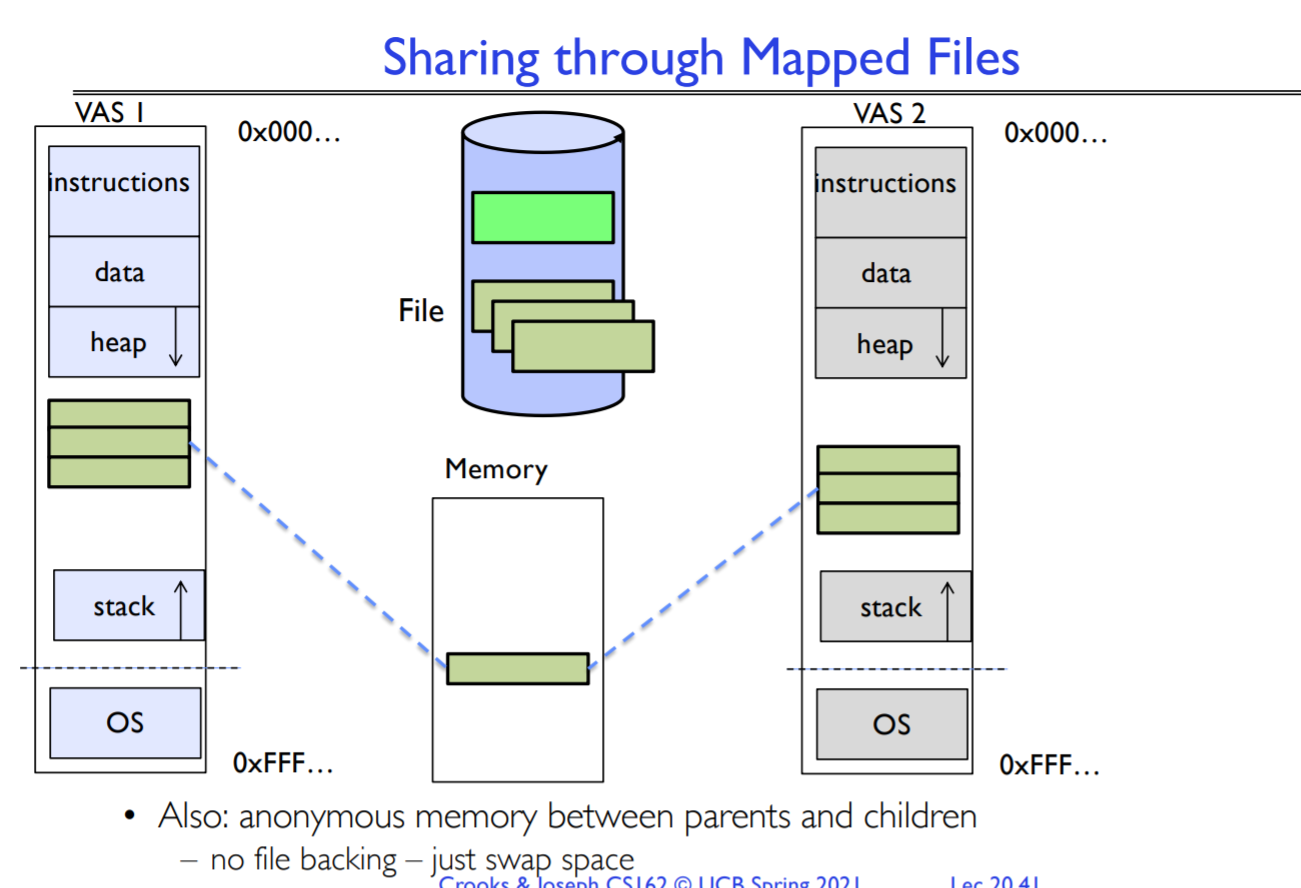 Sharing through Mapped Files
VAS 1
0x000…
VAS 2
0x000…
instructions
instructions
data
data
File
heap
heap
Memory
stack
stack
OS
OS
0xFFF…
0xFFF…
• Also: anonymous memory between parents and children
– no file backing – just swap space
Crooks & Joseph CS162 © UCB Spring 2021
Lec 20.41